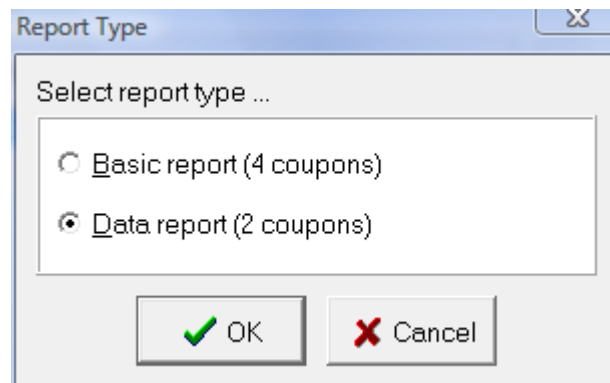 Report Type
Select report type ...
Basic report (4 coupons)
Data report (2 coupons)
OK
Cancel